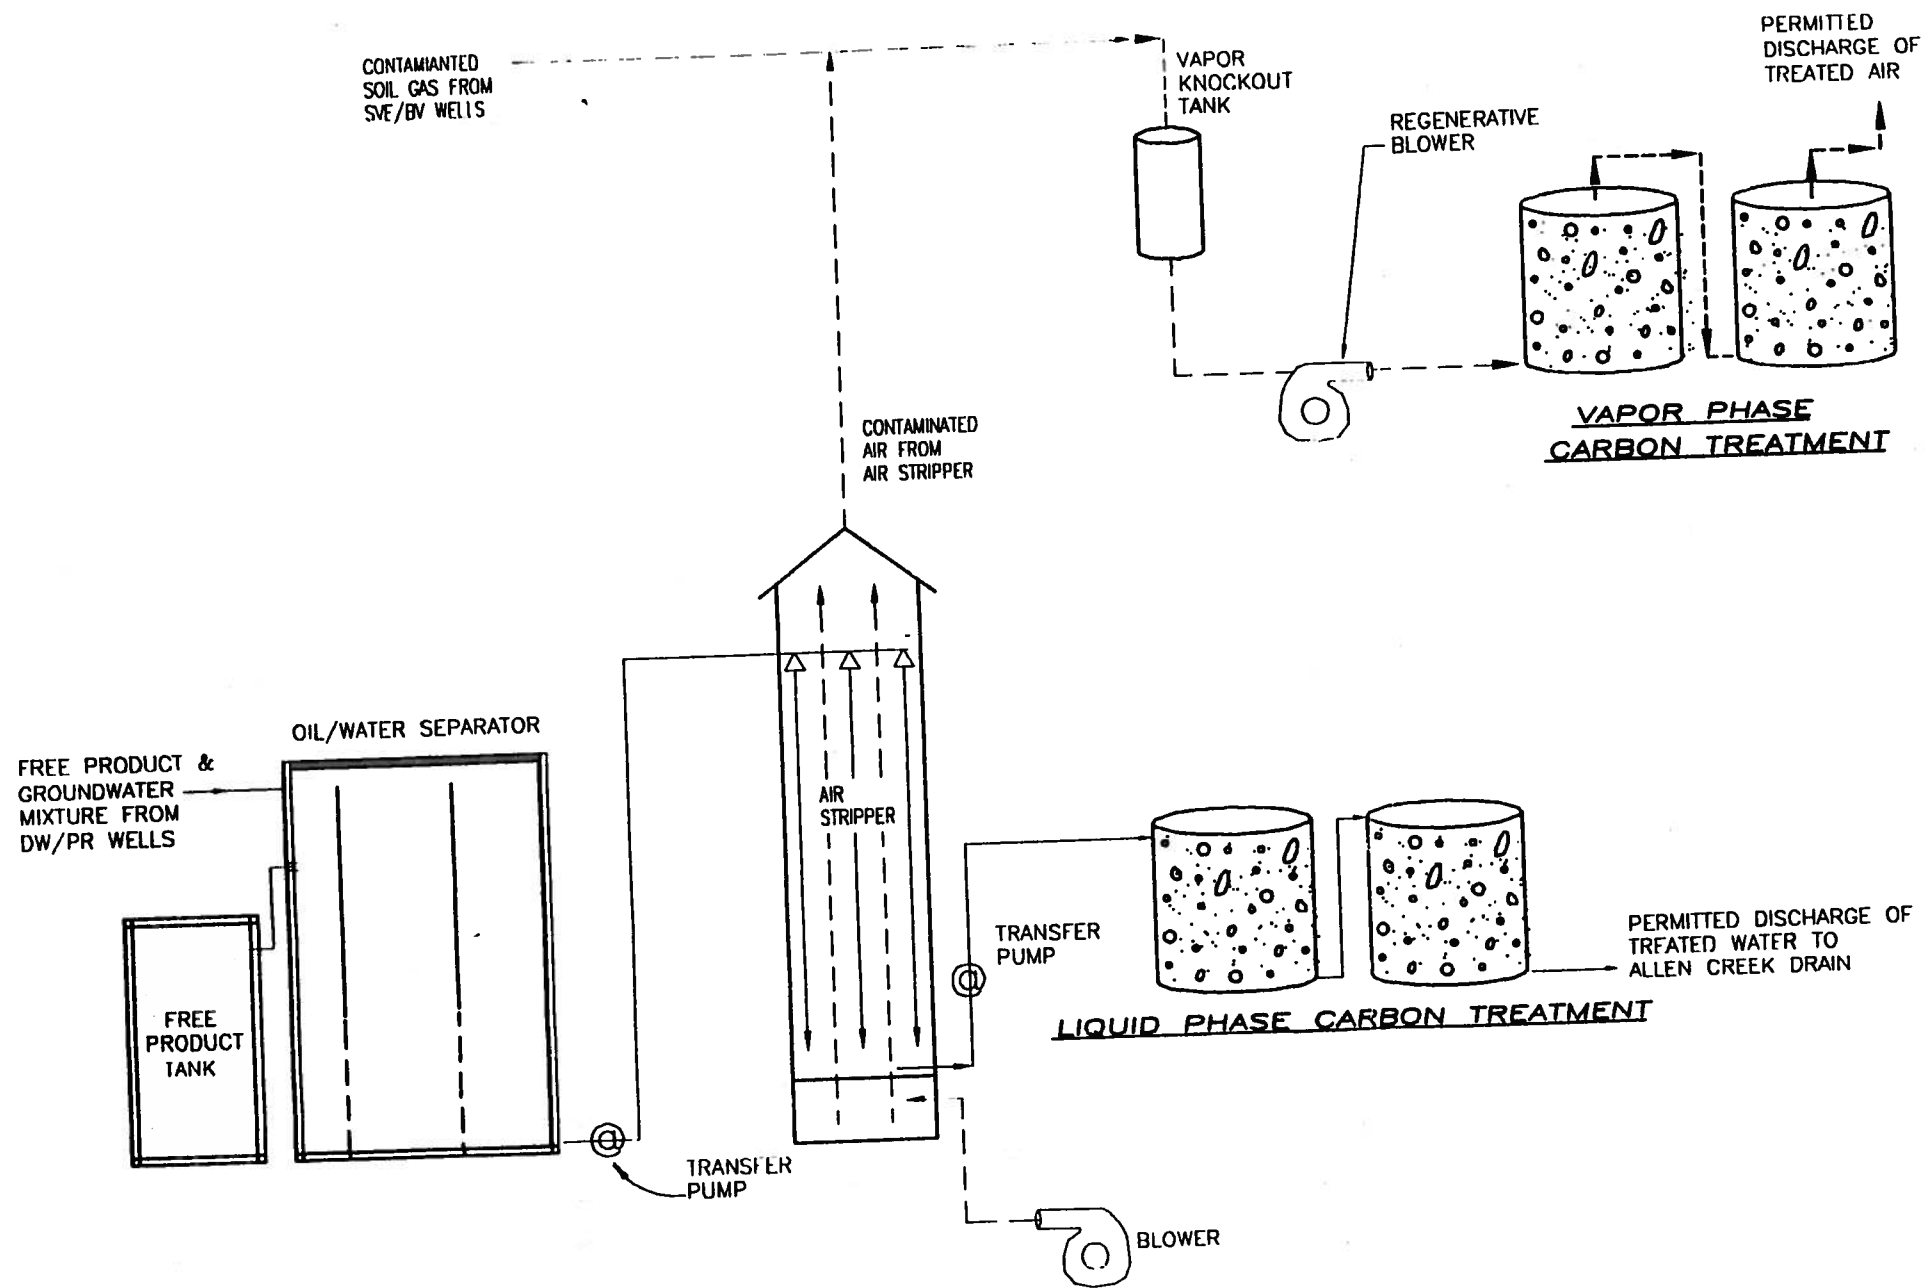 PERMITTED
DISCHARGE OF
TREATED AIR
CONTAMIANTED
SOIL GAS FROM
SVE/BV WELLS
VAPOR
KNOCKOUT
TANK
REGENERATIVE
BLOWER
VAPOR PHASE
CARBON TREATMENT
CONTAMINATED
AIR FROM
AIR STRIPPER
OIL/WATER SEPARATOR
FREE PRODUCT &
GROUNDWATER
MIXTURE FROM
DW/PR WELLS
AIR
STRIPPER
TRANSFER
PUMP
PERMITTED DISCHARGE OF
TREATED WATER TO
ALLEN CREEK DRAIN
LIQUID PHASE CARBON TREATMENT
FREE
PRODUCT
TANK
TRANSFER
PUMP
BLOWER